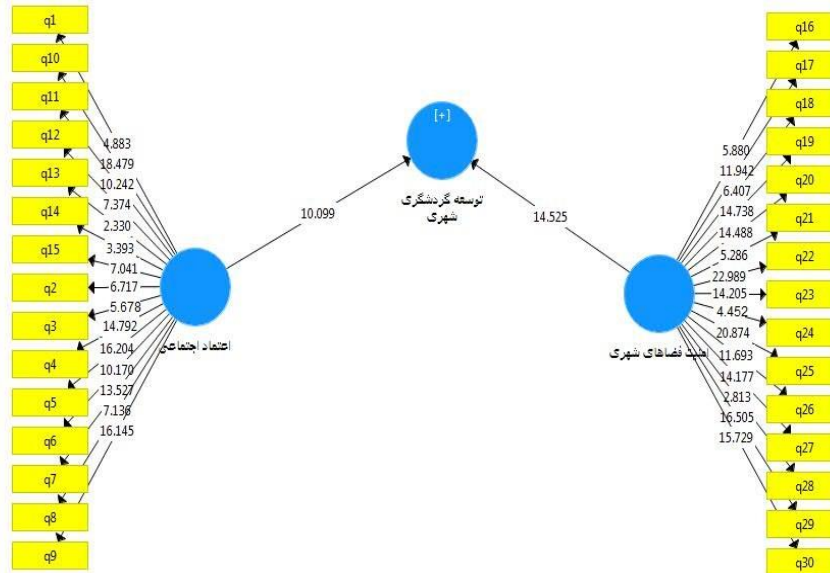 q1
q10
q11
q12
q13
q14
q15
q2
q3
q4
q5
q6
q7
q8
q9
4.883
18.479
10.242
7.374
2.330
3.393
7.041
6.717
5.678
14.792
16.204
10.170
13.527
7.136
16.145
اعتماد اجتماعی
10.099
[+]
توسعه گردشگری
شهری
14.525
امنیت فضاهای شهری
5.880
11.942
6.407
14.738
14.488
5.286
22.989
14.205
4.452
20.874
11.693
14.177
2.813
16.505
15.729
q16
q17
q18
q19
q20
q21
q22
q23
q24
q25
q26
q27
q28
q29
q30